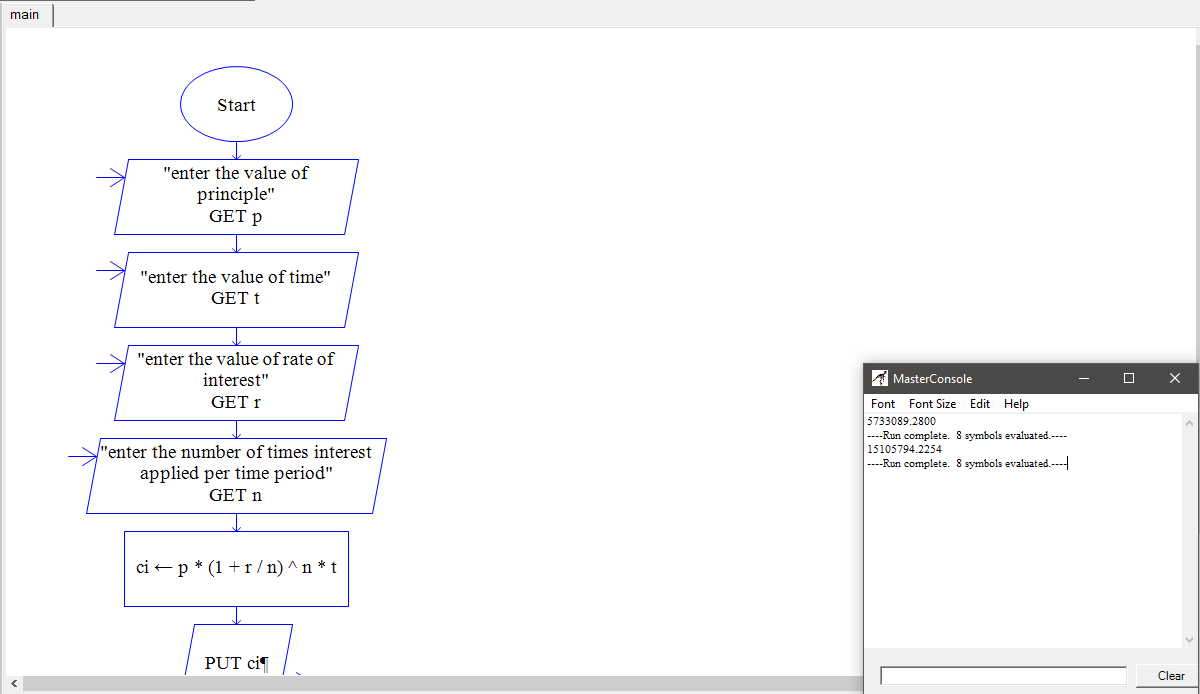 main
Start
"enter the value of
principle"
GET p
"enter the value of time"
GET t
"enter the value of rate of
interest"
GET r
"enter the number of times interest
applied per time period"
GET n
ci ← p * (1 + r / n) ^ n * t
PUT ci¶
MasterConsole
Font Font Size Edit Help
5733089.2800
----Run complete. 8 symbols evaluated.----
15105794.2254
----Run complete. 8 symbols evaluated.----
Clear